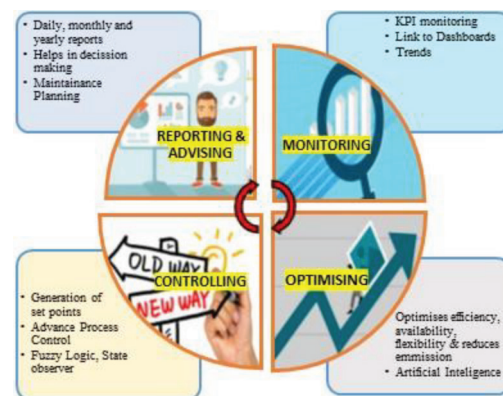 • Daily, monthly and
yearly reports
• Helps in decission
making
• Maintainance
Planning
• KPI monitoring
• Link to Dashboards
• Trends
REPORTING &
ADVISING
MONITORING
OLD WAY
NEW WAY
CONTROLLING
OPTIMISING
• Generation of
set points
• Advance Process
Control
• Fuzzy Logic, State
observer
Optimises efficiency,
availability,
flexibility & reduces
emmission
• Artificial Inteligence